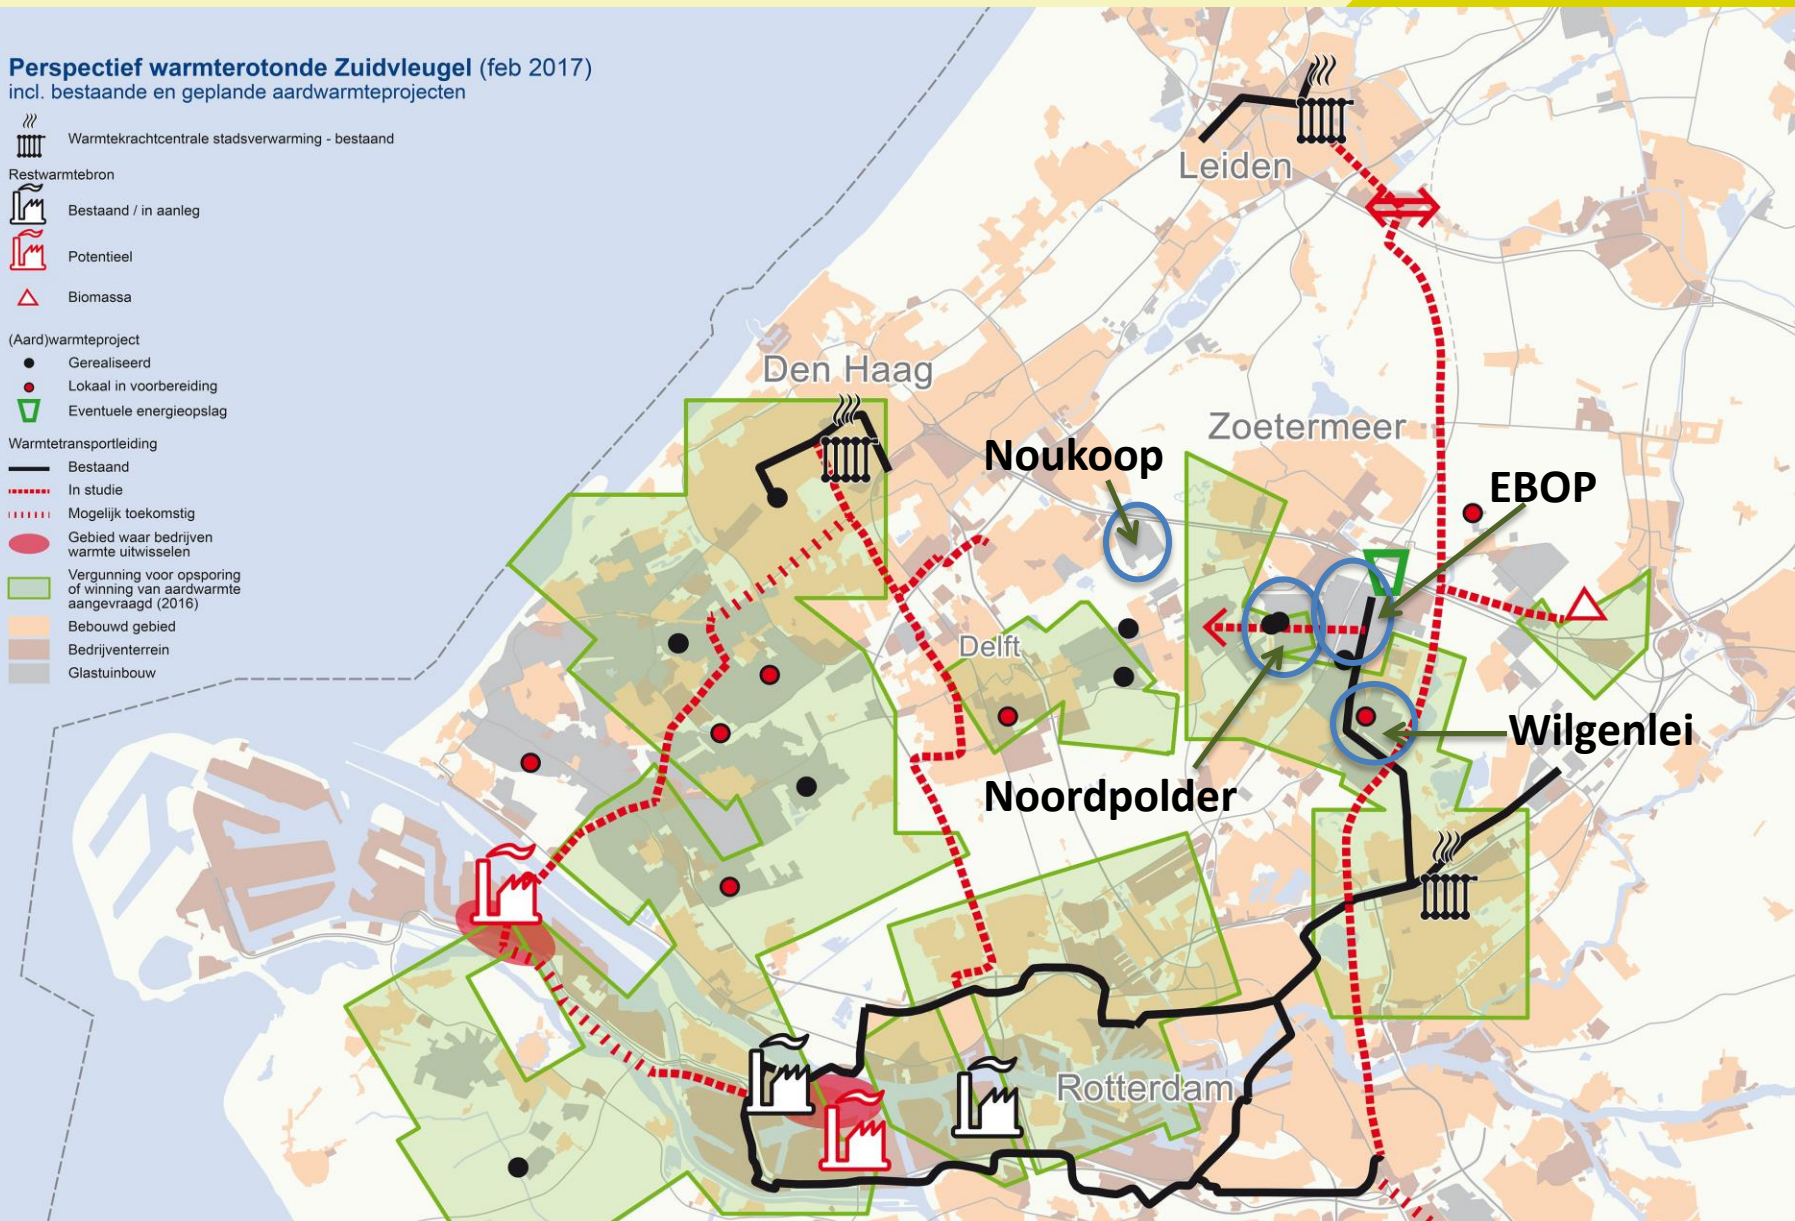 Perspectief warmterotonde Zuidvleugel (feb 2017)
incl. bestaande en geplande aardwarmteprojecten
Warmtekrachtcentrale stadsverwarming - bestaand
Restwarmtebron
Bestaand / in aanleg
Potentieel
Biomassa
(Aard)warmteproject
Gerealiseerd
Lokaal in voorbereiding
Eventuele energieopslag
Warmtetransportleiding
Bestaand
In studie
Mogelijk toekomstig
Gebied waar bedrijven
warmte uitwisselen
Vergunning voor opsporing
of winning van aardwarmte
aangevraagd (2016)
Bebouwd gebied
Bedrijventerrein
Glastuinbouw
Leiden
Den Haag
Zoetermeer
Noukoop
EBOP
Delft
Wilgenlei
Noordpolder
Rotterdam